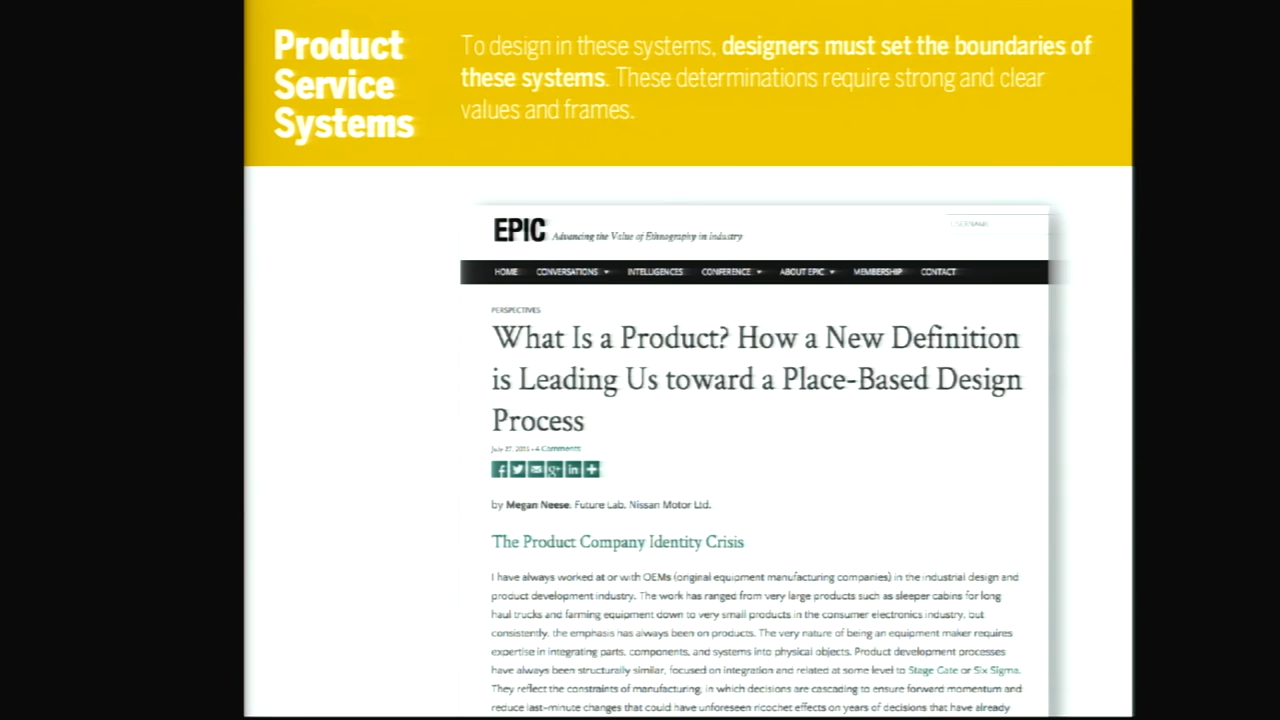 Product
Service
Systems
To design in these systems, designers must set the boundaries of
these systems. These determinations require strong and clear
values and frames.
EPIC Advancing the Value of Ethnography in Industry
USERNAME
HOME CONVERSATIONS INTELLIGENCES CONFERENCE ABOUT EPIC MEMBERSHIP CONTACT
PERSPECTIVES
What Is a Product? How a New Definition
is Leading Us toward a Place-Based Design
Process
4 Comments
by Megan Neese, Future Lab, Nissan Motor Ltd.
The Product Company Identity Crisis
I have always worked at or with OEMs (original equipment manufacturing companies) in the industrial design and
product development industry. The work has ranged from very large products such as sleeper cabins for long
haul trucks and farming equipment down to very small products in the consumer electronics industry, but
consistently, the emphasis has always been on products. The very nature of being an equipment maker requires
expertise in integrating parts, components, and systems into physical objects. Product development processes
have always been structurally similar, focused on integration and related at some level to Stage Gate or Six Sigma.
They reflect the constraints of manufacturing, in which decisions are cascading to ensure forward momentum and
reduce last-minute changes that could have unforeseen ricochet effects on years of decisions that have already